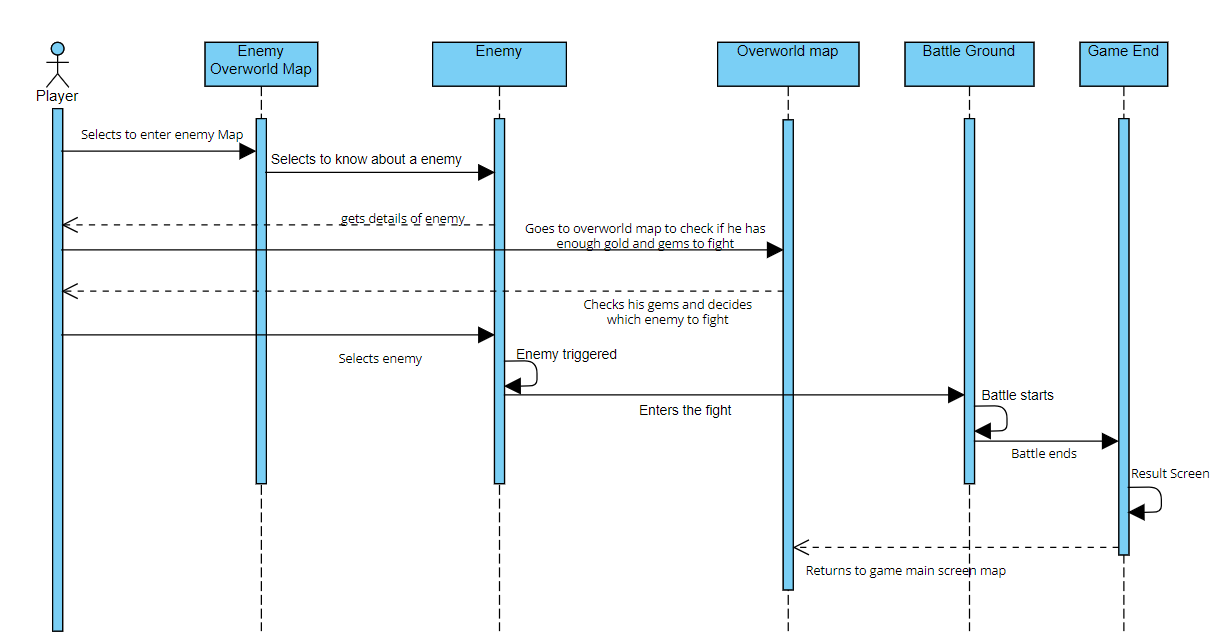 Enemy
Overworld Map
Enemy
Overworld map
Battle Ground
Game End
Player
Selects to enter enemy Map
Selects to know about a enemy
gets details of enemy
Goes to overworld map to check if he has
enough gold and gems to fight
Checks his gems and decides
which enemy to fight
Selects enemy
Enemy triggered
Enters the fight
Battle starts
Battle ends
Result Screen
Returns to game main screen map